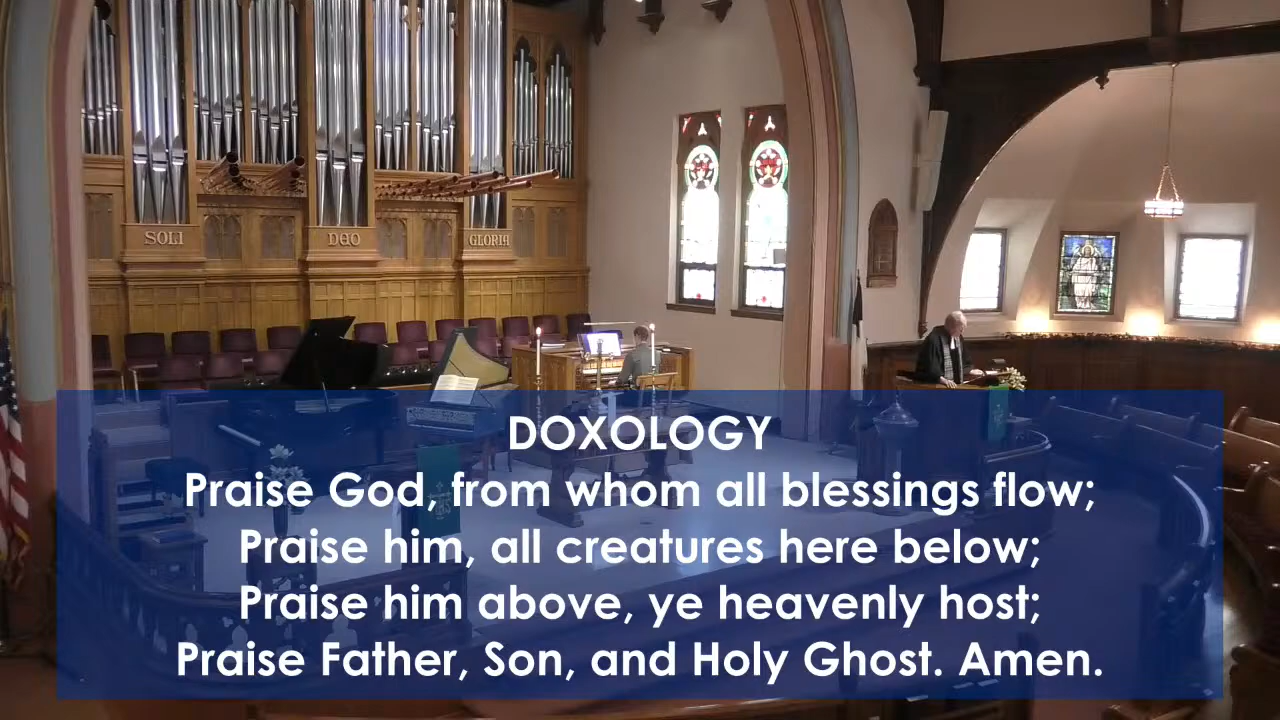 SOLI
DEO
GLORIA
DOXOLOGY
Praise God, from whom all blessings flow;
Praise him, all creatures here below;
Praise him above, ye heavenly host;
Praise Father, Son, and Holy Ghost. Amen.